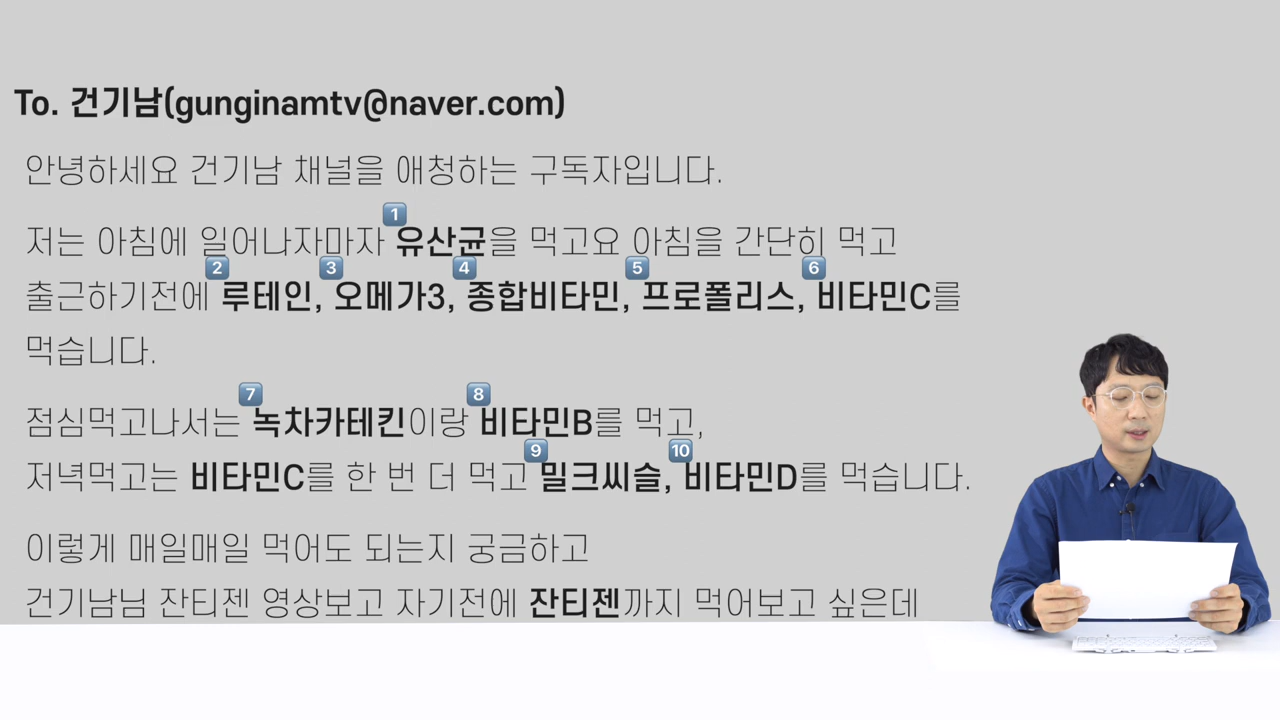 To. 건기남(gunginamtv@naver.com)
안녕하세요 건기남 채널을 애청하는 구독자입니다.
1
저는 아침에 일어나자마자 유산균을 먹고요 아침을 간단히 먹고
2 3 4 5 6
출근하기전에 루테인, 오메가3, 종합비타민, 프로폴리스, 비타민C를
먹습니다.
7 8
점심먹고나서는 녹차카테킨이랑 비타민B를 먹고,
9 10
저녁먹고는 비타민C를 한 번 더 먹고 밀크씨슬, 비타민D를 먹습니다.
이렇게 매일매일 먹어도 되는지 궁금하고
건기남님 잔티젠 영상보고 자기전에 잔티젠까지 먹어보고 싶은데